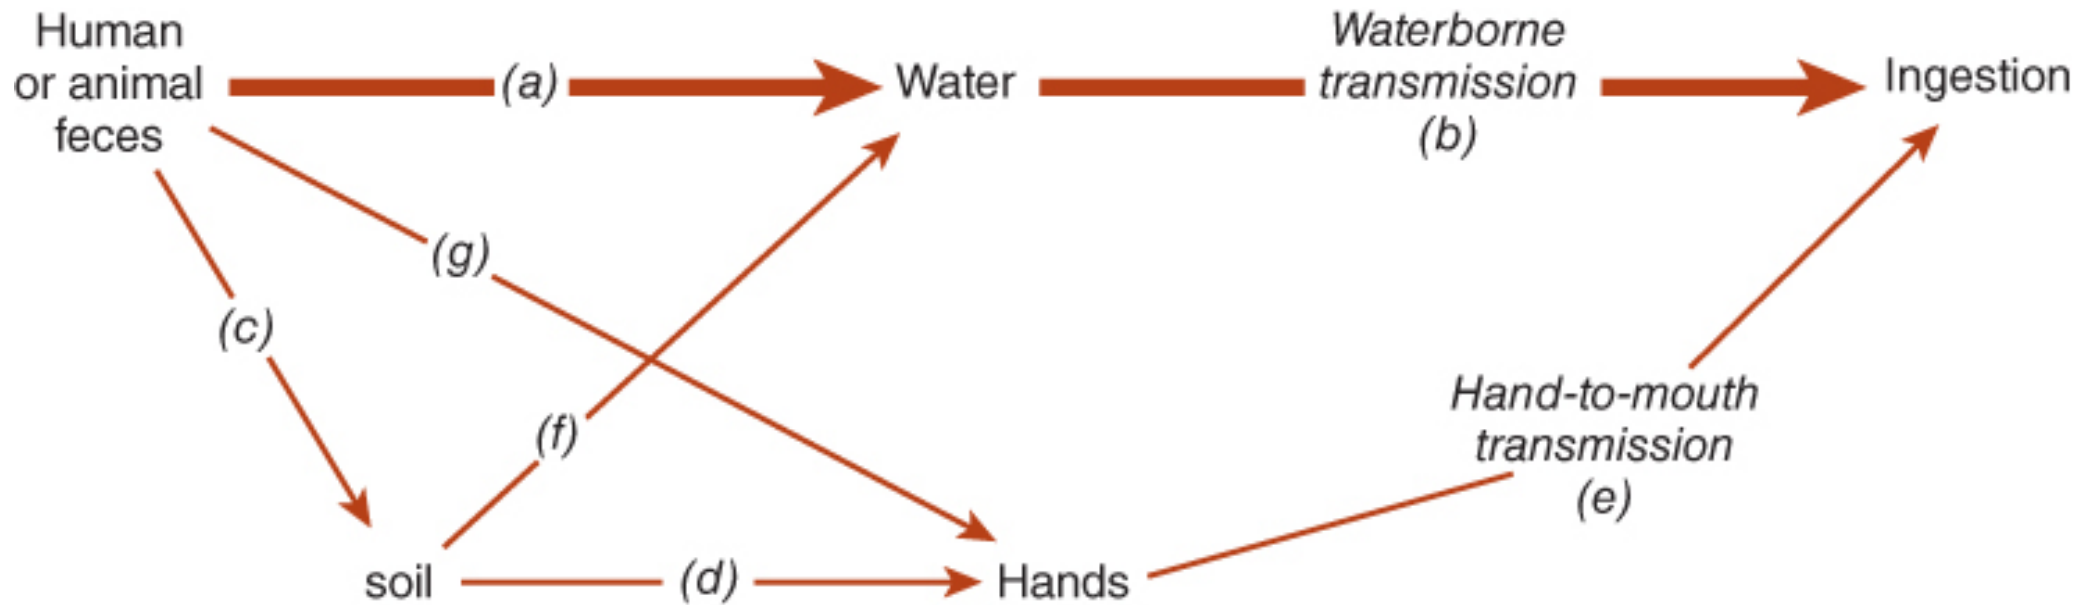 Human
or animal
feces
(a)
Water
Waterborne
transmission
(b)
Ingestion
(g)
(c)
(f)
Hand-to-mouth
transmission
(e)
soil
(d)
Hands